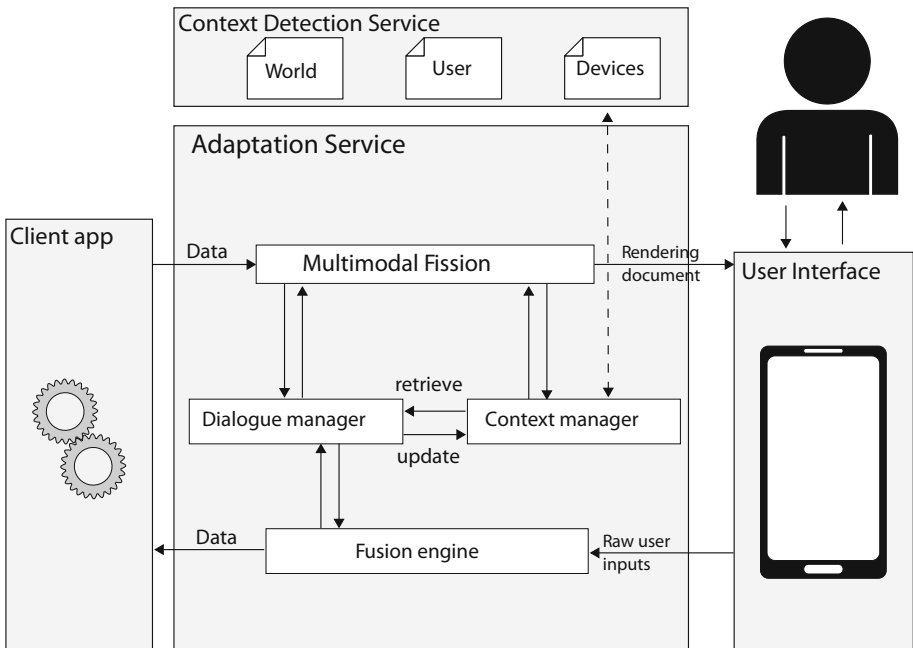 Context Detection Service
World
User
Devices
Adaptation Service
Client app
Data
Multimodal Fission
Rendering
document
User Interface
retrieve
Dialogue manager
Context manager
update
Data
Fusion engine
Raw user
inputs